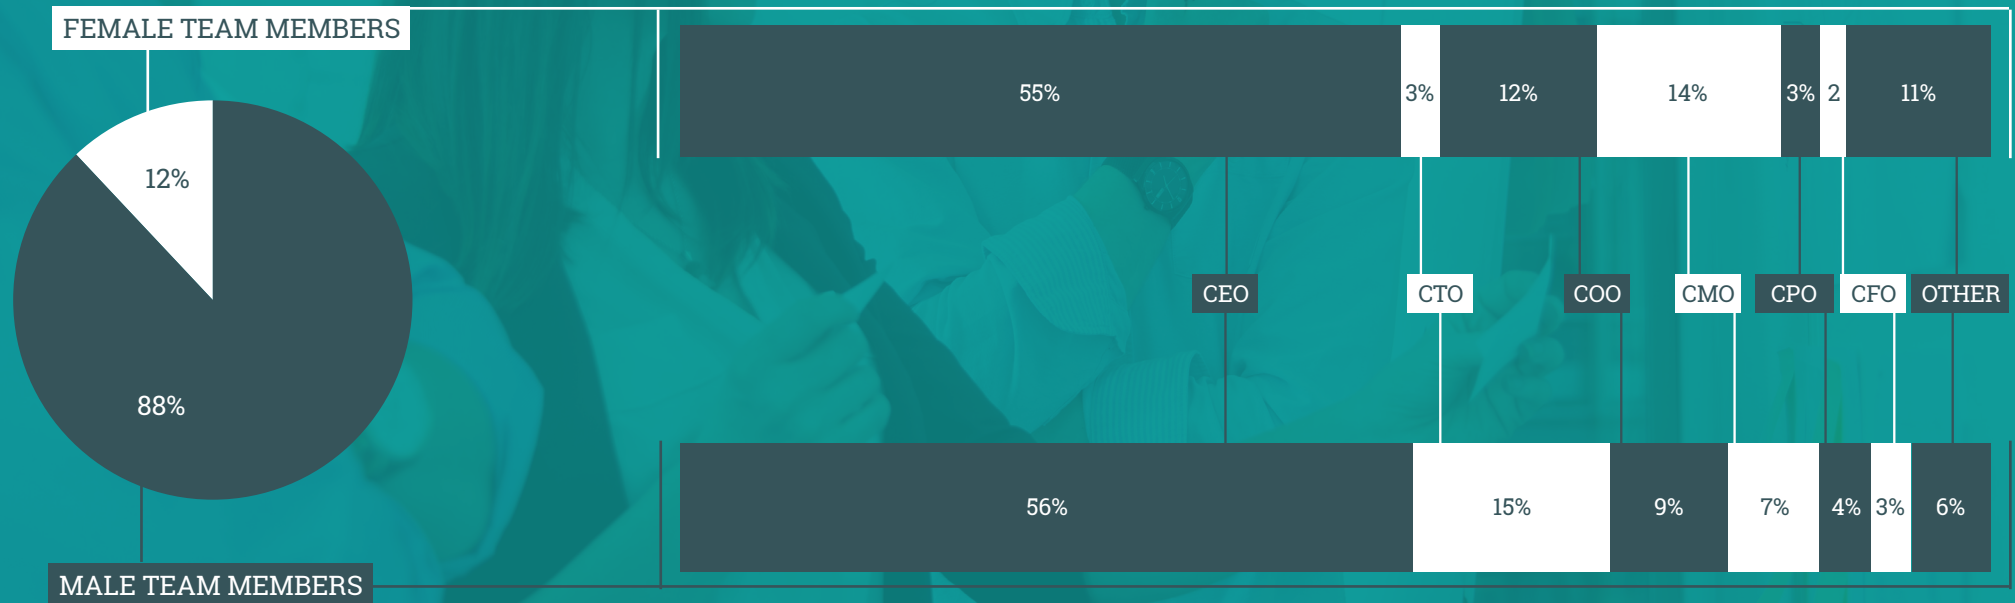 FEMALE TEAM MEMBERS
12%
88%
MALE TEAM MEMBERS
55% 3% 12% 14% 3% 2 11%
CEO CTO COO CMO CPO CFO OTHER
56% 15% 9% 7% 4% 3% 6%